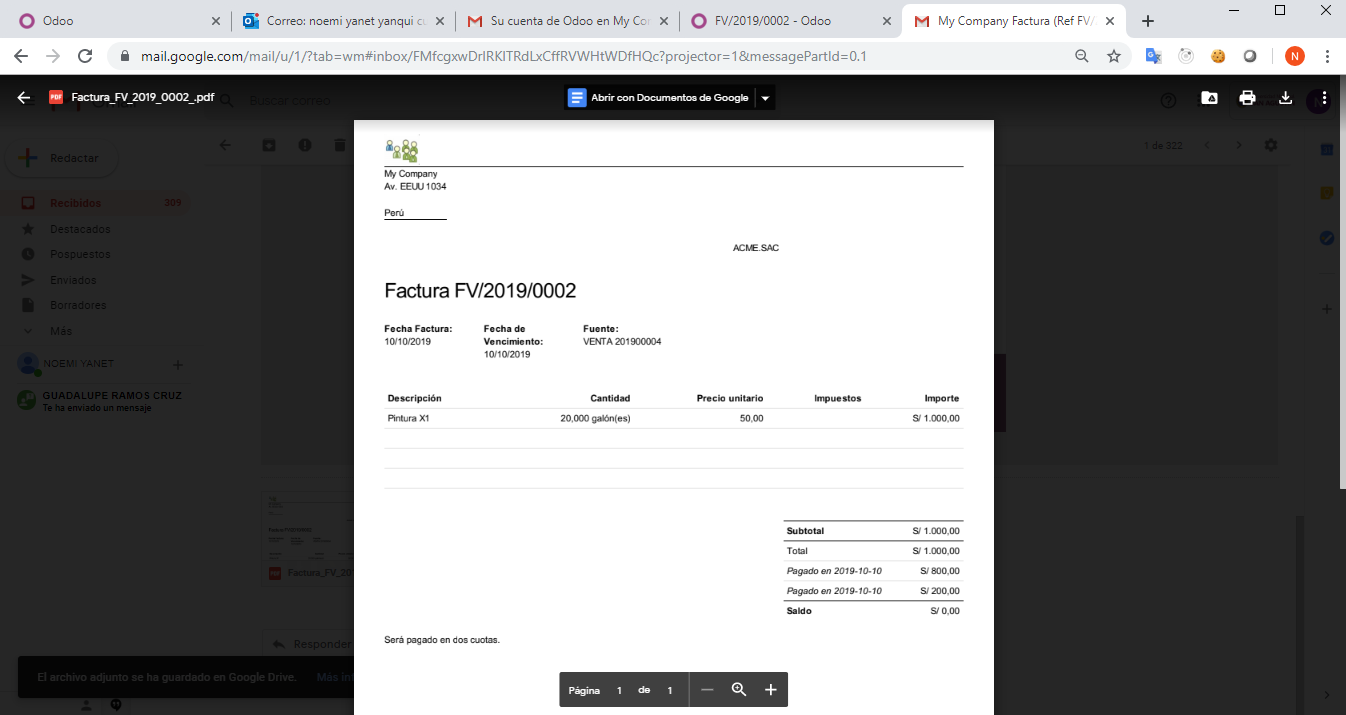 Odoo
Correo: noemi yanet yanqui cu
Su cuenta de Odoo en My Cor
FV/2019/0002 - Odoo
My Company Factura (Ref FV/
mail.google.com/mail/u/1/?tab=wm#inbox/FMfcgxwDrlRKlTRdLxCffRVWHtWDfHQc?projector=1&messagePartId=0.1
N
PDF Factura_FV_2019_0002_.pdf
Buscar correo
Abrir con Documentos de Google
Redactar
1 de 322
Recibidos 309
Destacados
Pospuestos
Enviados
Borradores
Más
NOEMI YANET
GUADALUPE RAMOS CRUZ
Te ha enviado un mensaje
My Company
Av. EEUU 1034
Perú
ACME.SAC
Factura FV/2019/0002
Fecha Factura: Fecha de Vencimiento: Fuente:
10/10/2019 10/10/2019 VENTA 201900004
Descripción Cantidad Precio unitario Impuestos Importe
Pintura X1 20,000 galón(es) 50,00 S/ 1.000,00
Subtotal S/ 1.000,00
Total S/ 1.000,00
Pagado en 2019-10-10 S/ 800,00
Pagado en 2019-10-10 S/ 200,00
Saldo S/ 0,00
Será pagado en dos cuotas.
PDF Factura_FV_20
Responder
El archivo adjunto se ha guardado en Google Drive. Más in
Página 1 de 1